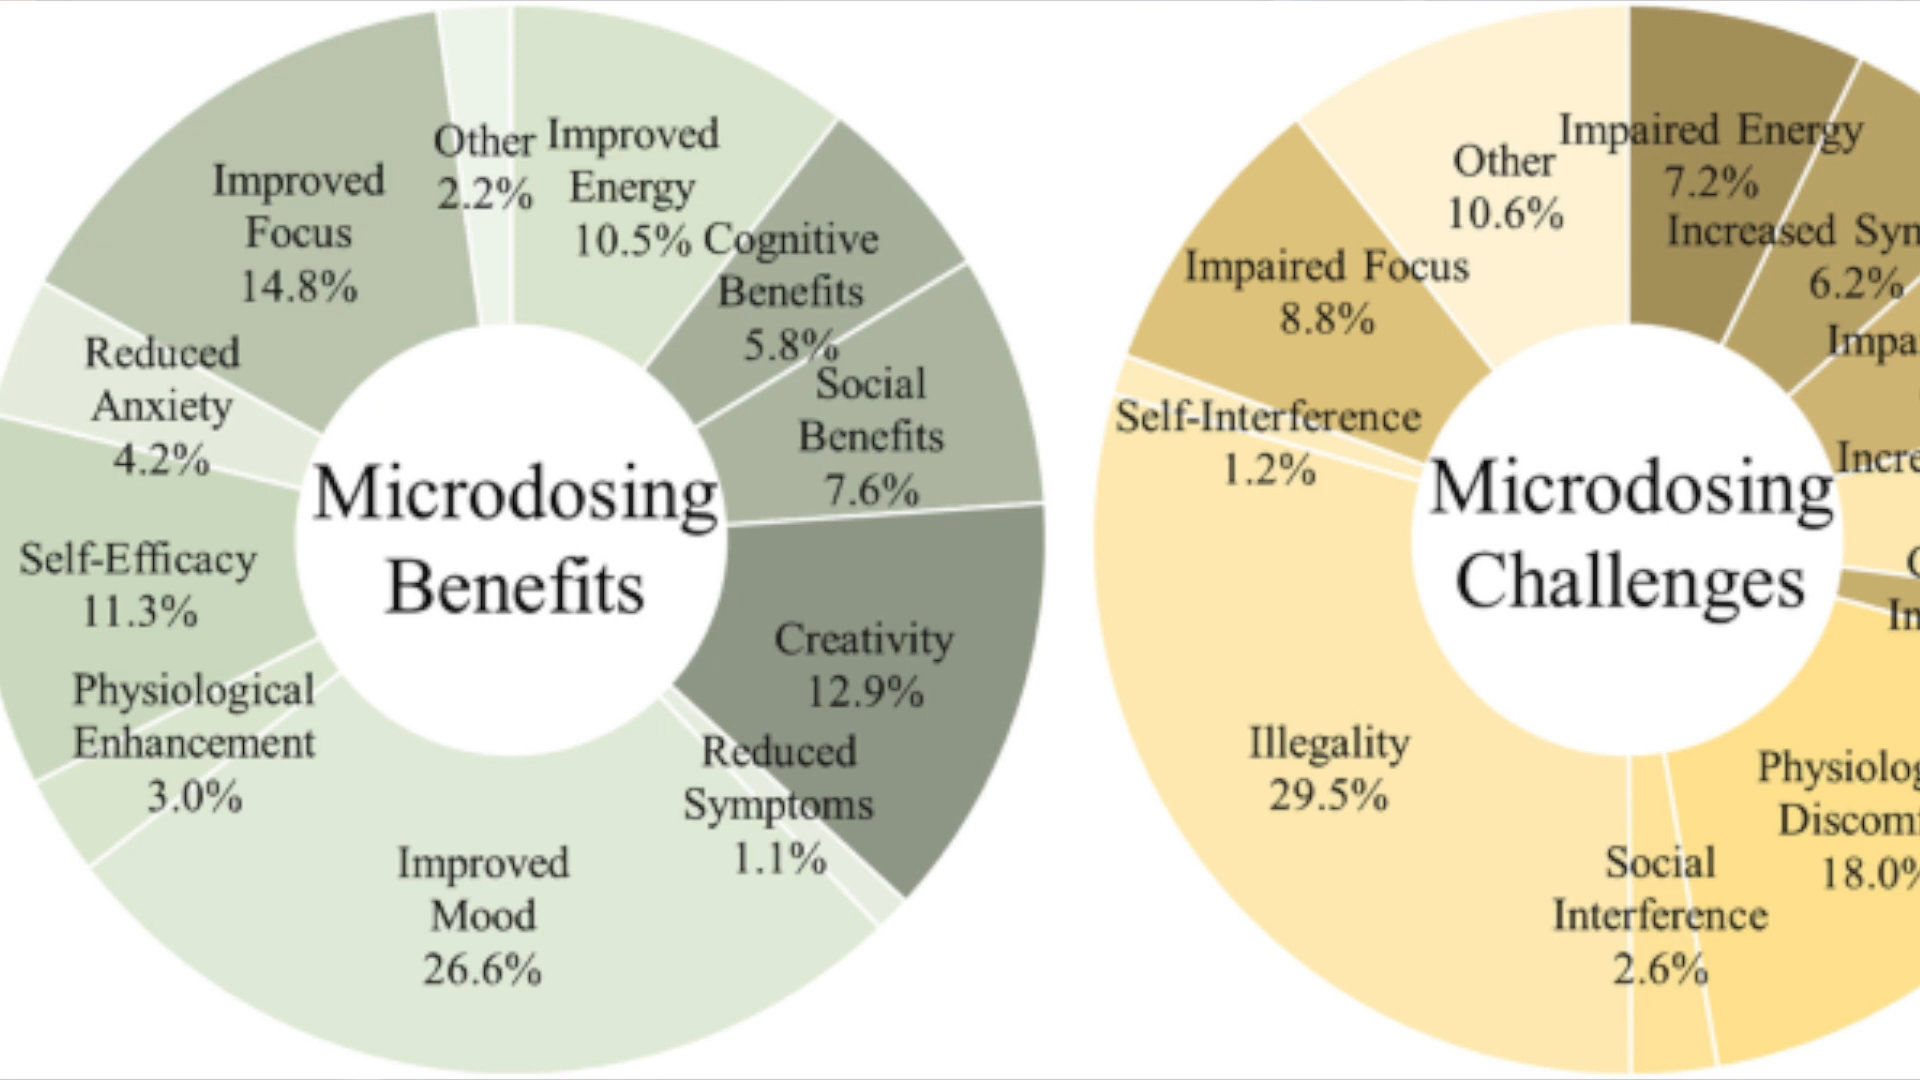 Other
2.2%
Improved
Energy
10.5%
Cognitive
Benefits
5.8%
Social
Benefits
7.6%
Creativity
12.9%
Reduced
Symptoms
1.1%
Improved
Mood
26.6%
Physiological
Enhancement
3.0%
Self-Efficacy
11.3%
Reduced
Anxiety
4.2%
Improved
Focus
14.8%
Microdosing
Benefits
Other
10.6%
Impaired Energy
7.2%
Increased
6.2%
Impaired Focus
8.8%
Self-Interference
1.2%
Illegality
29.5%
Social
Interference
2.6%
18.0%
Microdosing
Challenges